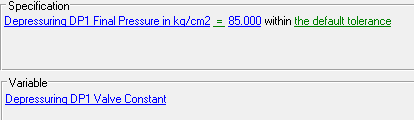 Specification
Depressuring DP1 Final Pressure in kg/cm2 = 85.000 within the default tolerance
Variable
Depressuring DP1 Valve Constant